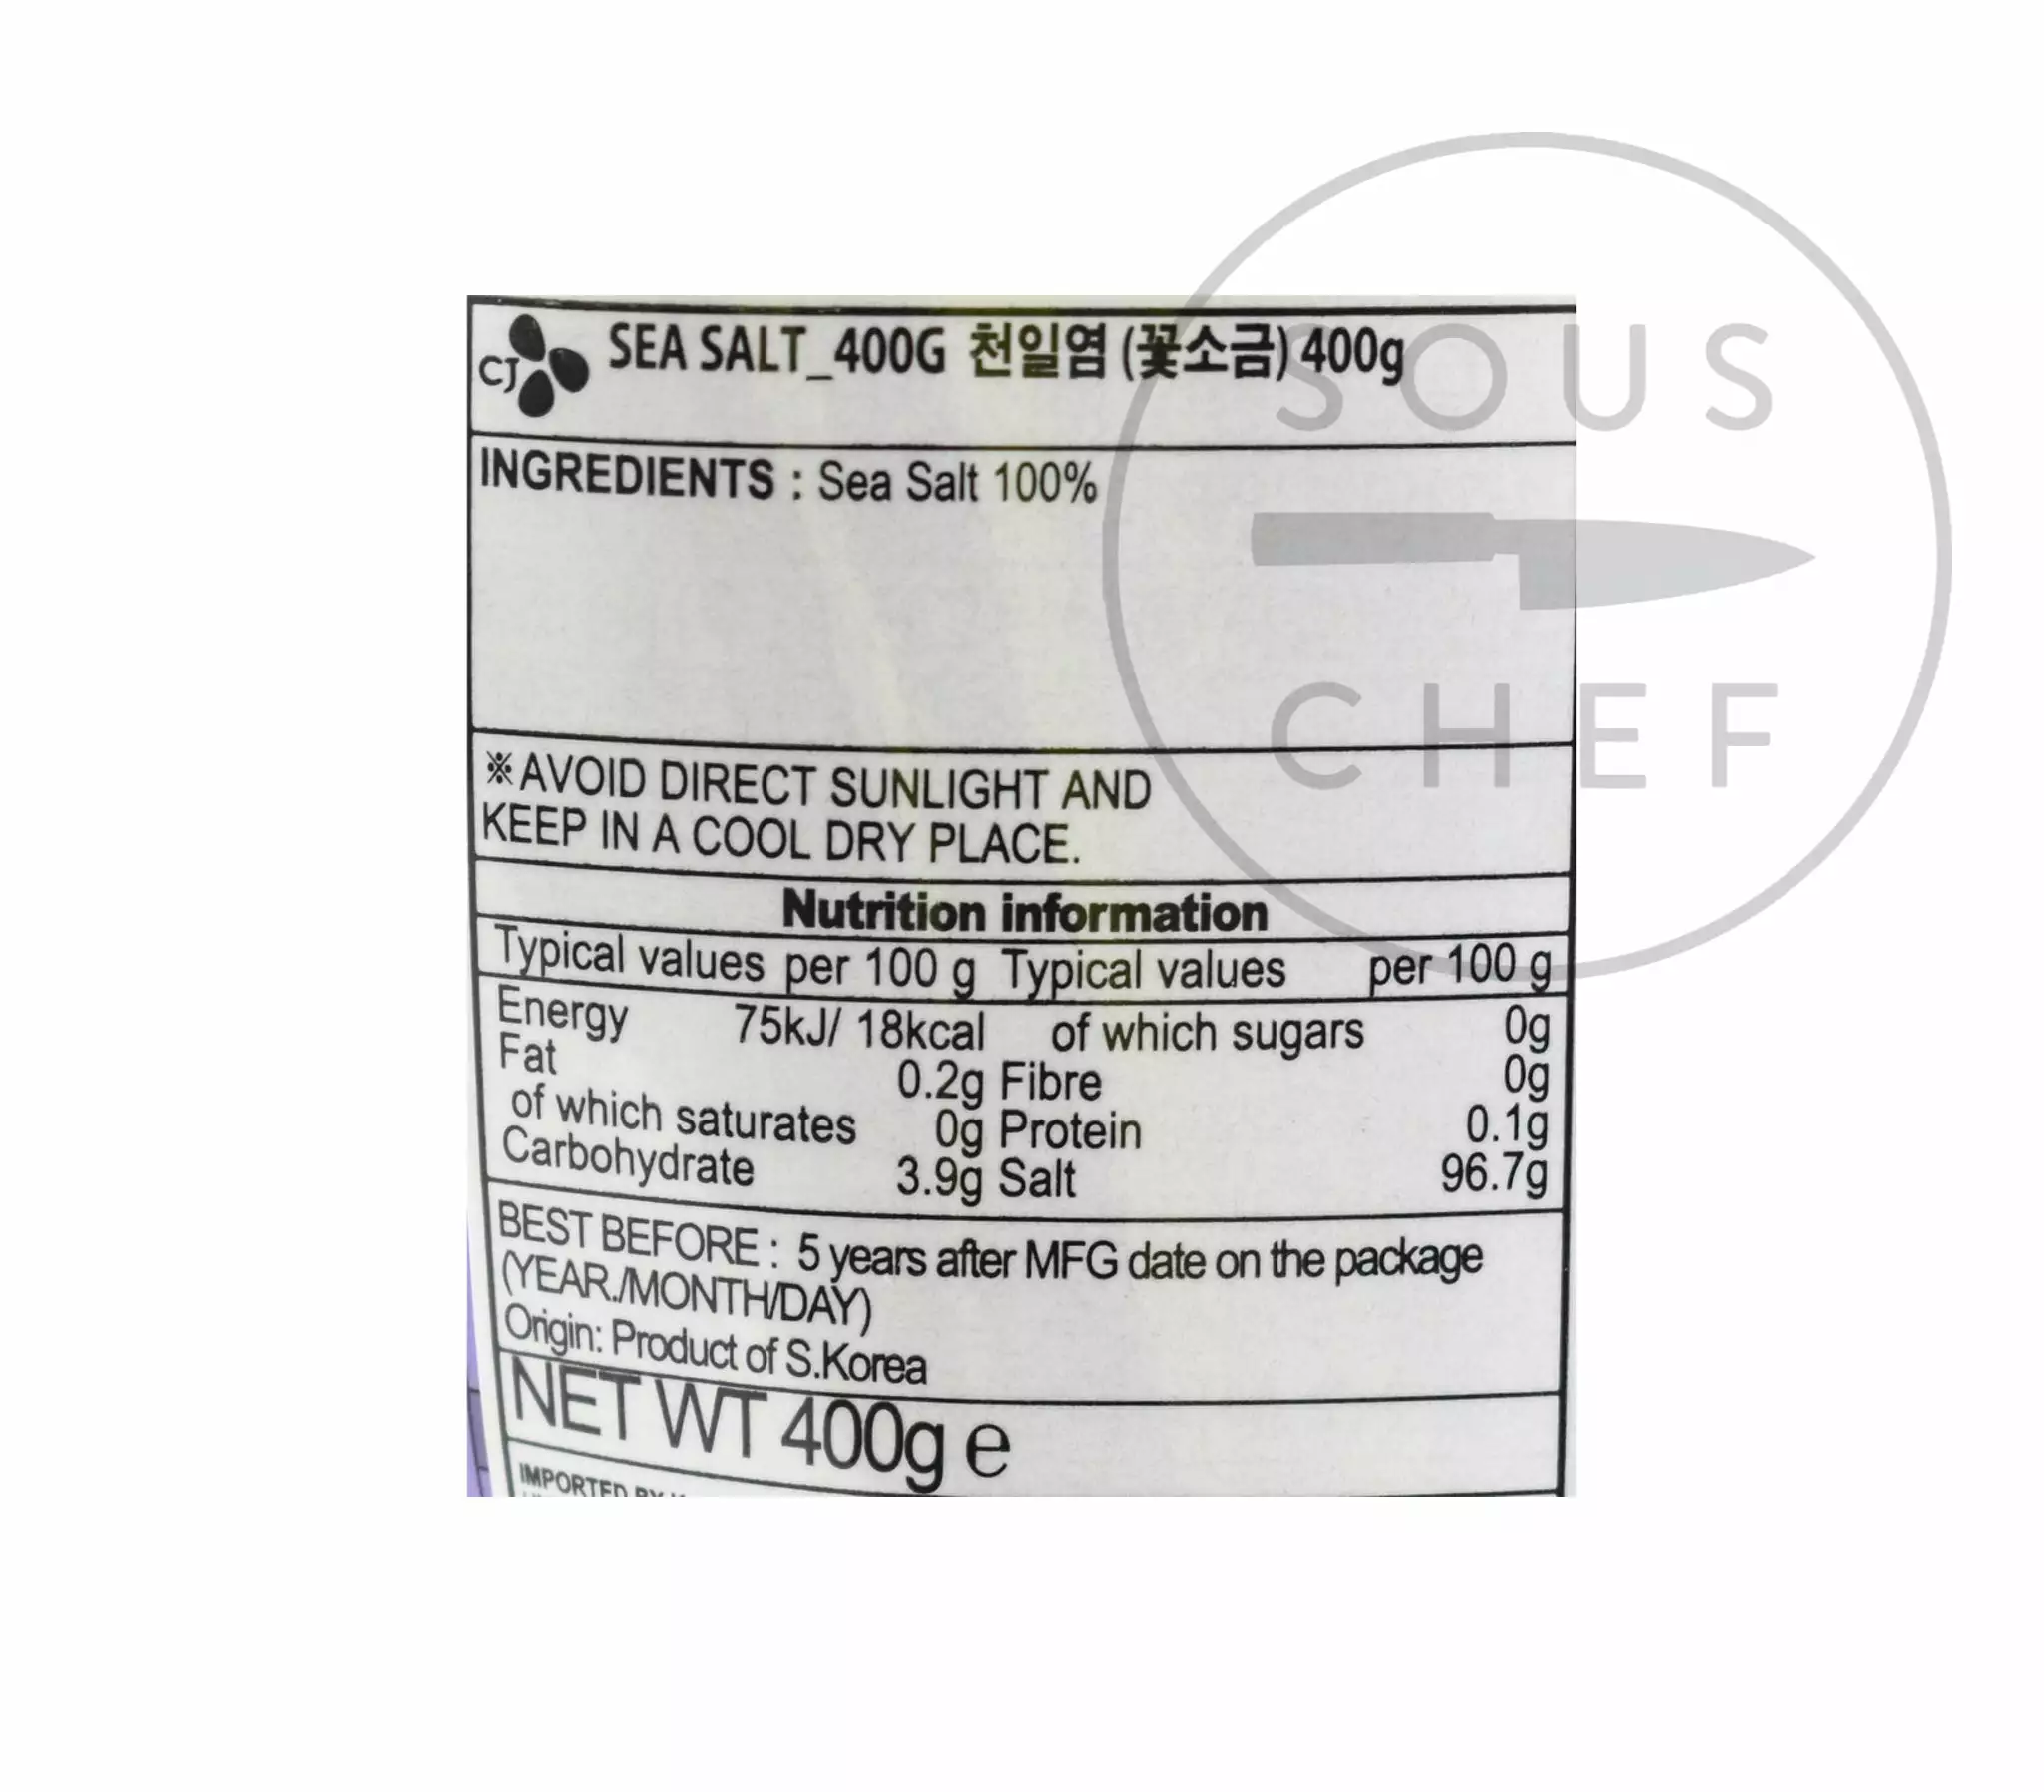 CJ
SEA SALT_400G 천일염 (꽃소금) 400g
INGREDIENTS : Sea Salt 100%
※AVOID DIRECT SUNLIGHT AND
KEEP IN A COOL DRY PLACE.
Nutrition information
Typical values per 100 g Typical values per 100 g
Energy 75kJ/ 18kcal of which sugars 0g
Fat 0.2g Fibre 0g
of which saturates 0g Protein 0.1g
Carbohydrate 3.9g Salt 96.7g
BEST BEFORE : 5 years after MFG date on the package
(YEAR./MONTH/DAY)
Origin: Product of S.Korea
NET WT 400g e
IMPORTED BY
SOUS
CHEF